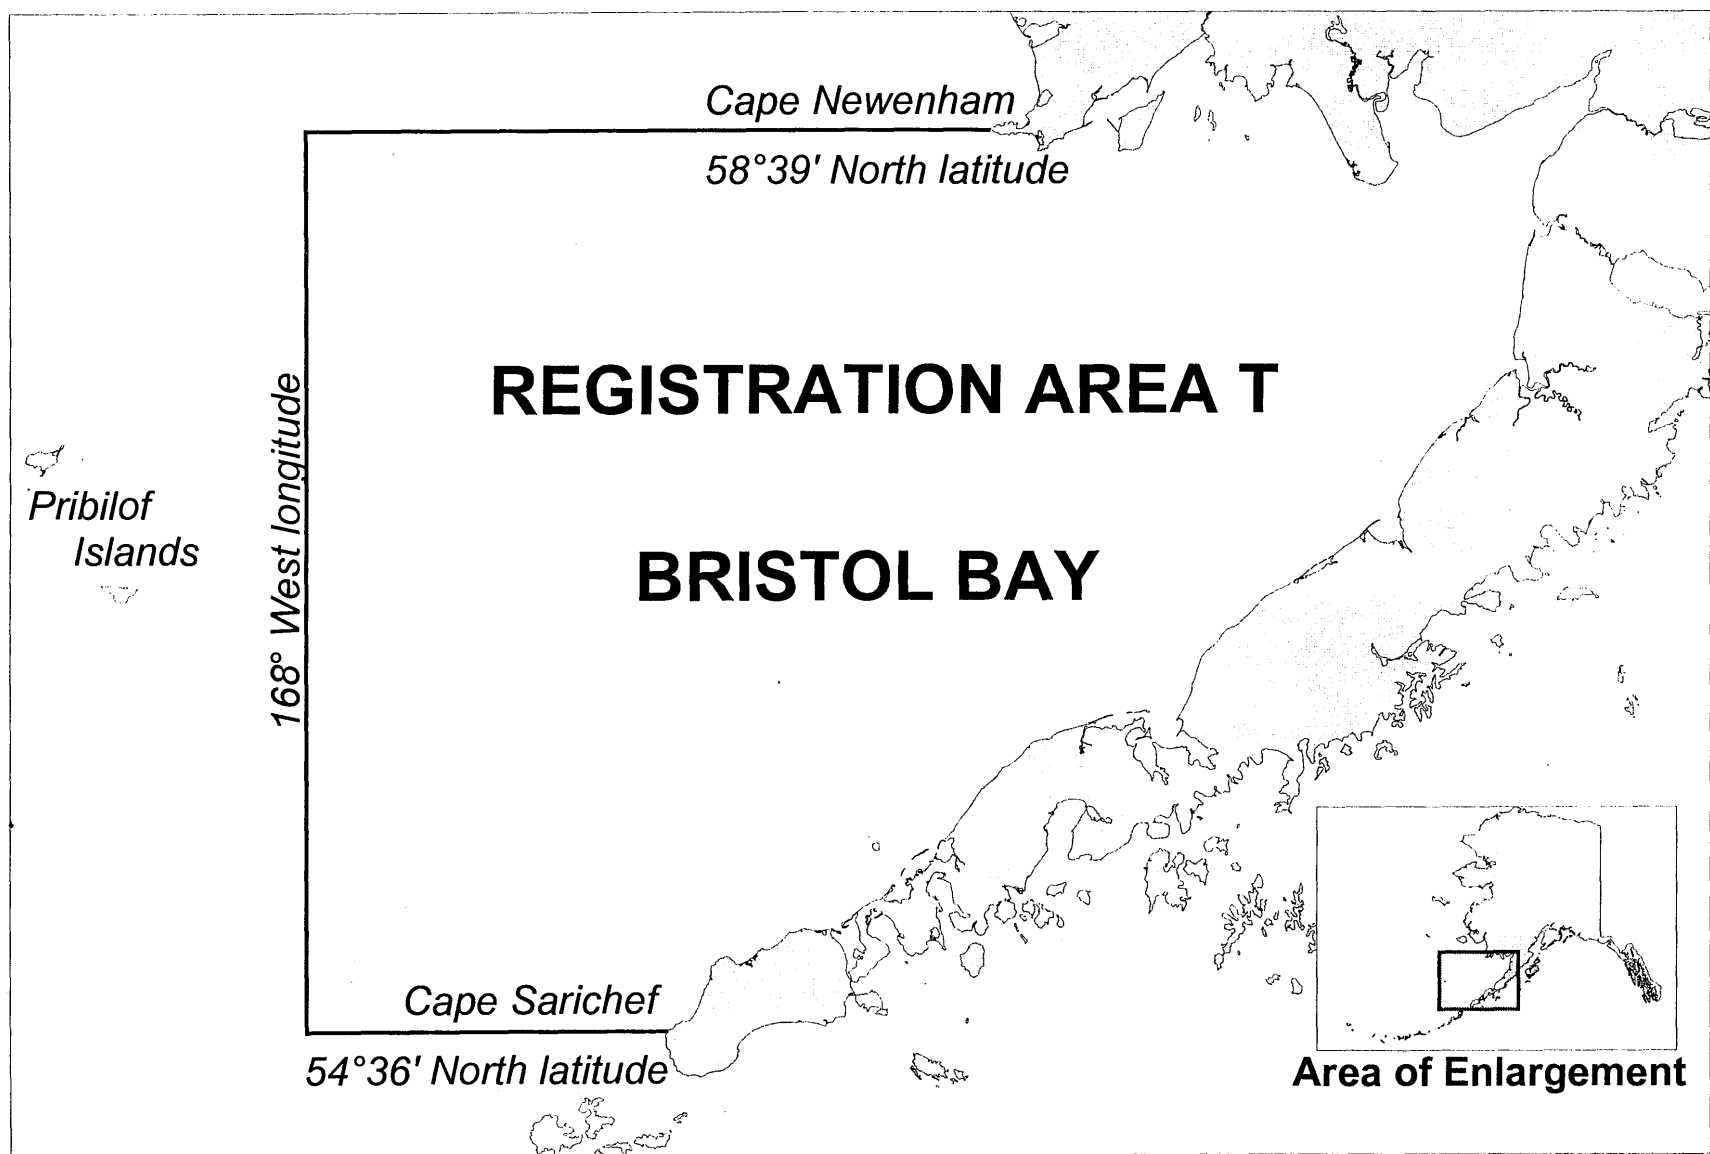 Cape Newenham
58°39' North latitude
REGISTRATION AREA T
168° West longitude
Pribilof
Islands
BRISTOL BAY
Cape Sarichef
54°36' North latitude
Area of Enlargement